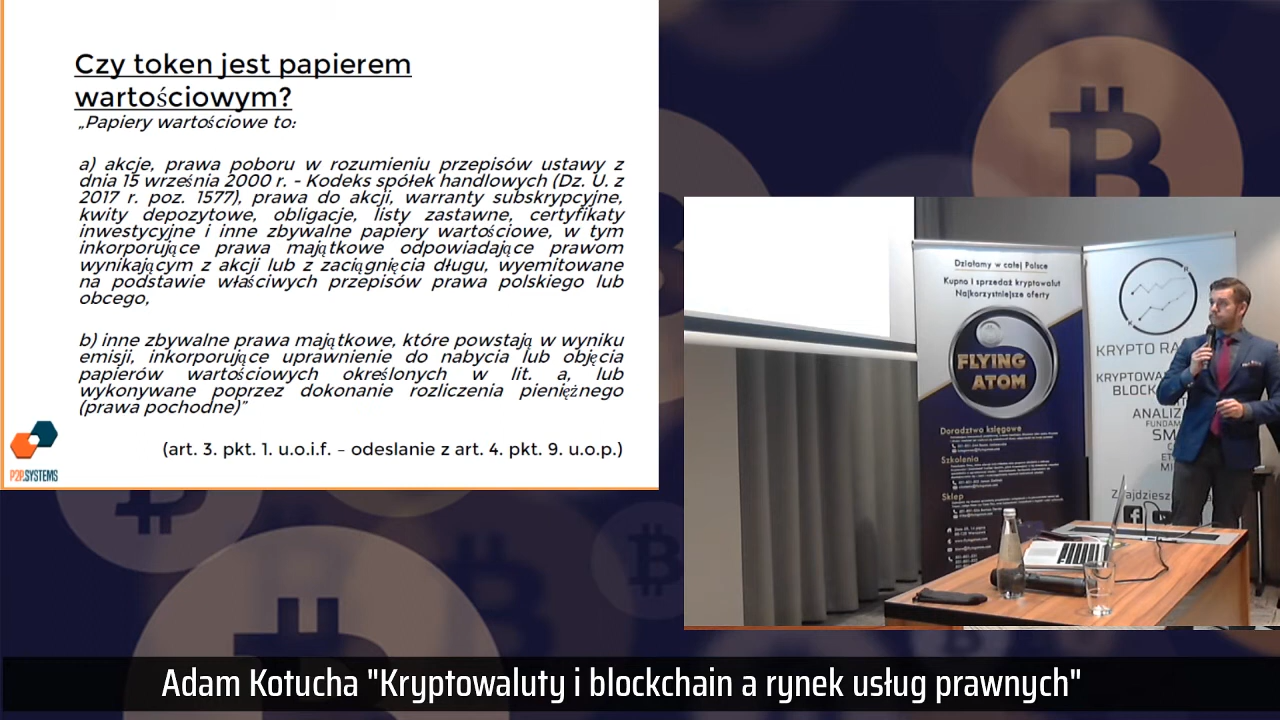 Czy token jest papierem
wartościowym?
„Papiery wartościowe to:
a) akcje, prawa poboru w rozumieniu przepisów ustawy z
dnia 15 września 2000 r. - Kodeks spółek handlowych (Dz. U. z
2017 r. poz. 1577), prawa do akcji, warranty subskrypcyjne,
kwity depozytowe, obligacje, listy zastawne, certyfikaty
inwestycyjne i inne zbywalne papiery wartościowe, w tym
inkorporujące prawa majątkowe odpowiadające prawom
wynikającym z akcji lub z zaciągnięcia długu, wyemitowane
na podstawie właściwych przepisów prawa polskiego lub
obcego,
b) inne zbywalne prawa majątkowe, które powstają w wyniku
emisji, inkorporujące uprawnienie do nabycia lub objęcia
papierów wartościowych określonych w lit. a, lub
wykonywane poprzez dokonanie rozliczenia pieniężnego
(prawa pochodne)”
(art. 3. pkt. 1. u.o.i.f. – odeslanie z art. 4. pkt. 9. u.o.p.)
P2P.SYSTEMS
Działamy w całej Polsce
Kupno i sprzedaż kryptowalut
Najkorzystniejsze oferty
FLYING
ATOM
Doradztwo księgowe
Szkolenia
Sklep
KRYPTO RA
KRYPTOWA
BLOCK
ANALIZ
FUNDAM
SM
Znajdziesz
Adam Kotucha "Kryptowaluty i blockchain a rynek usług prawnych"